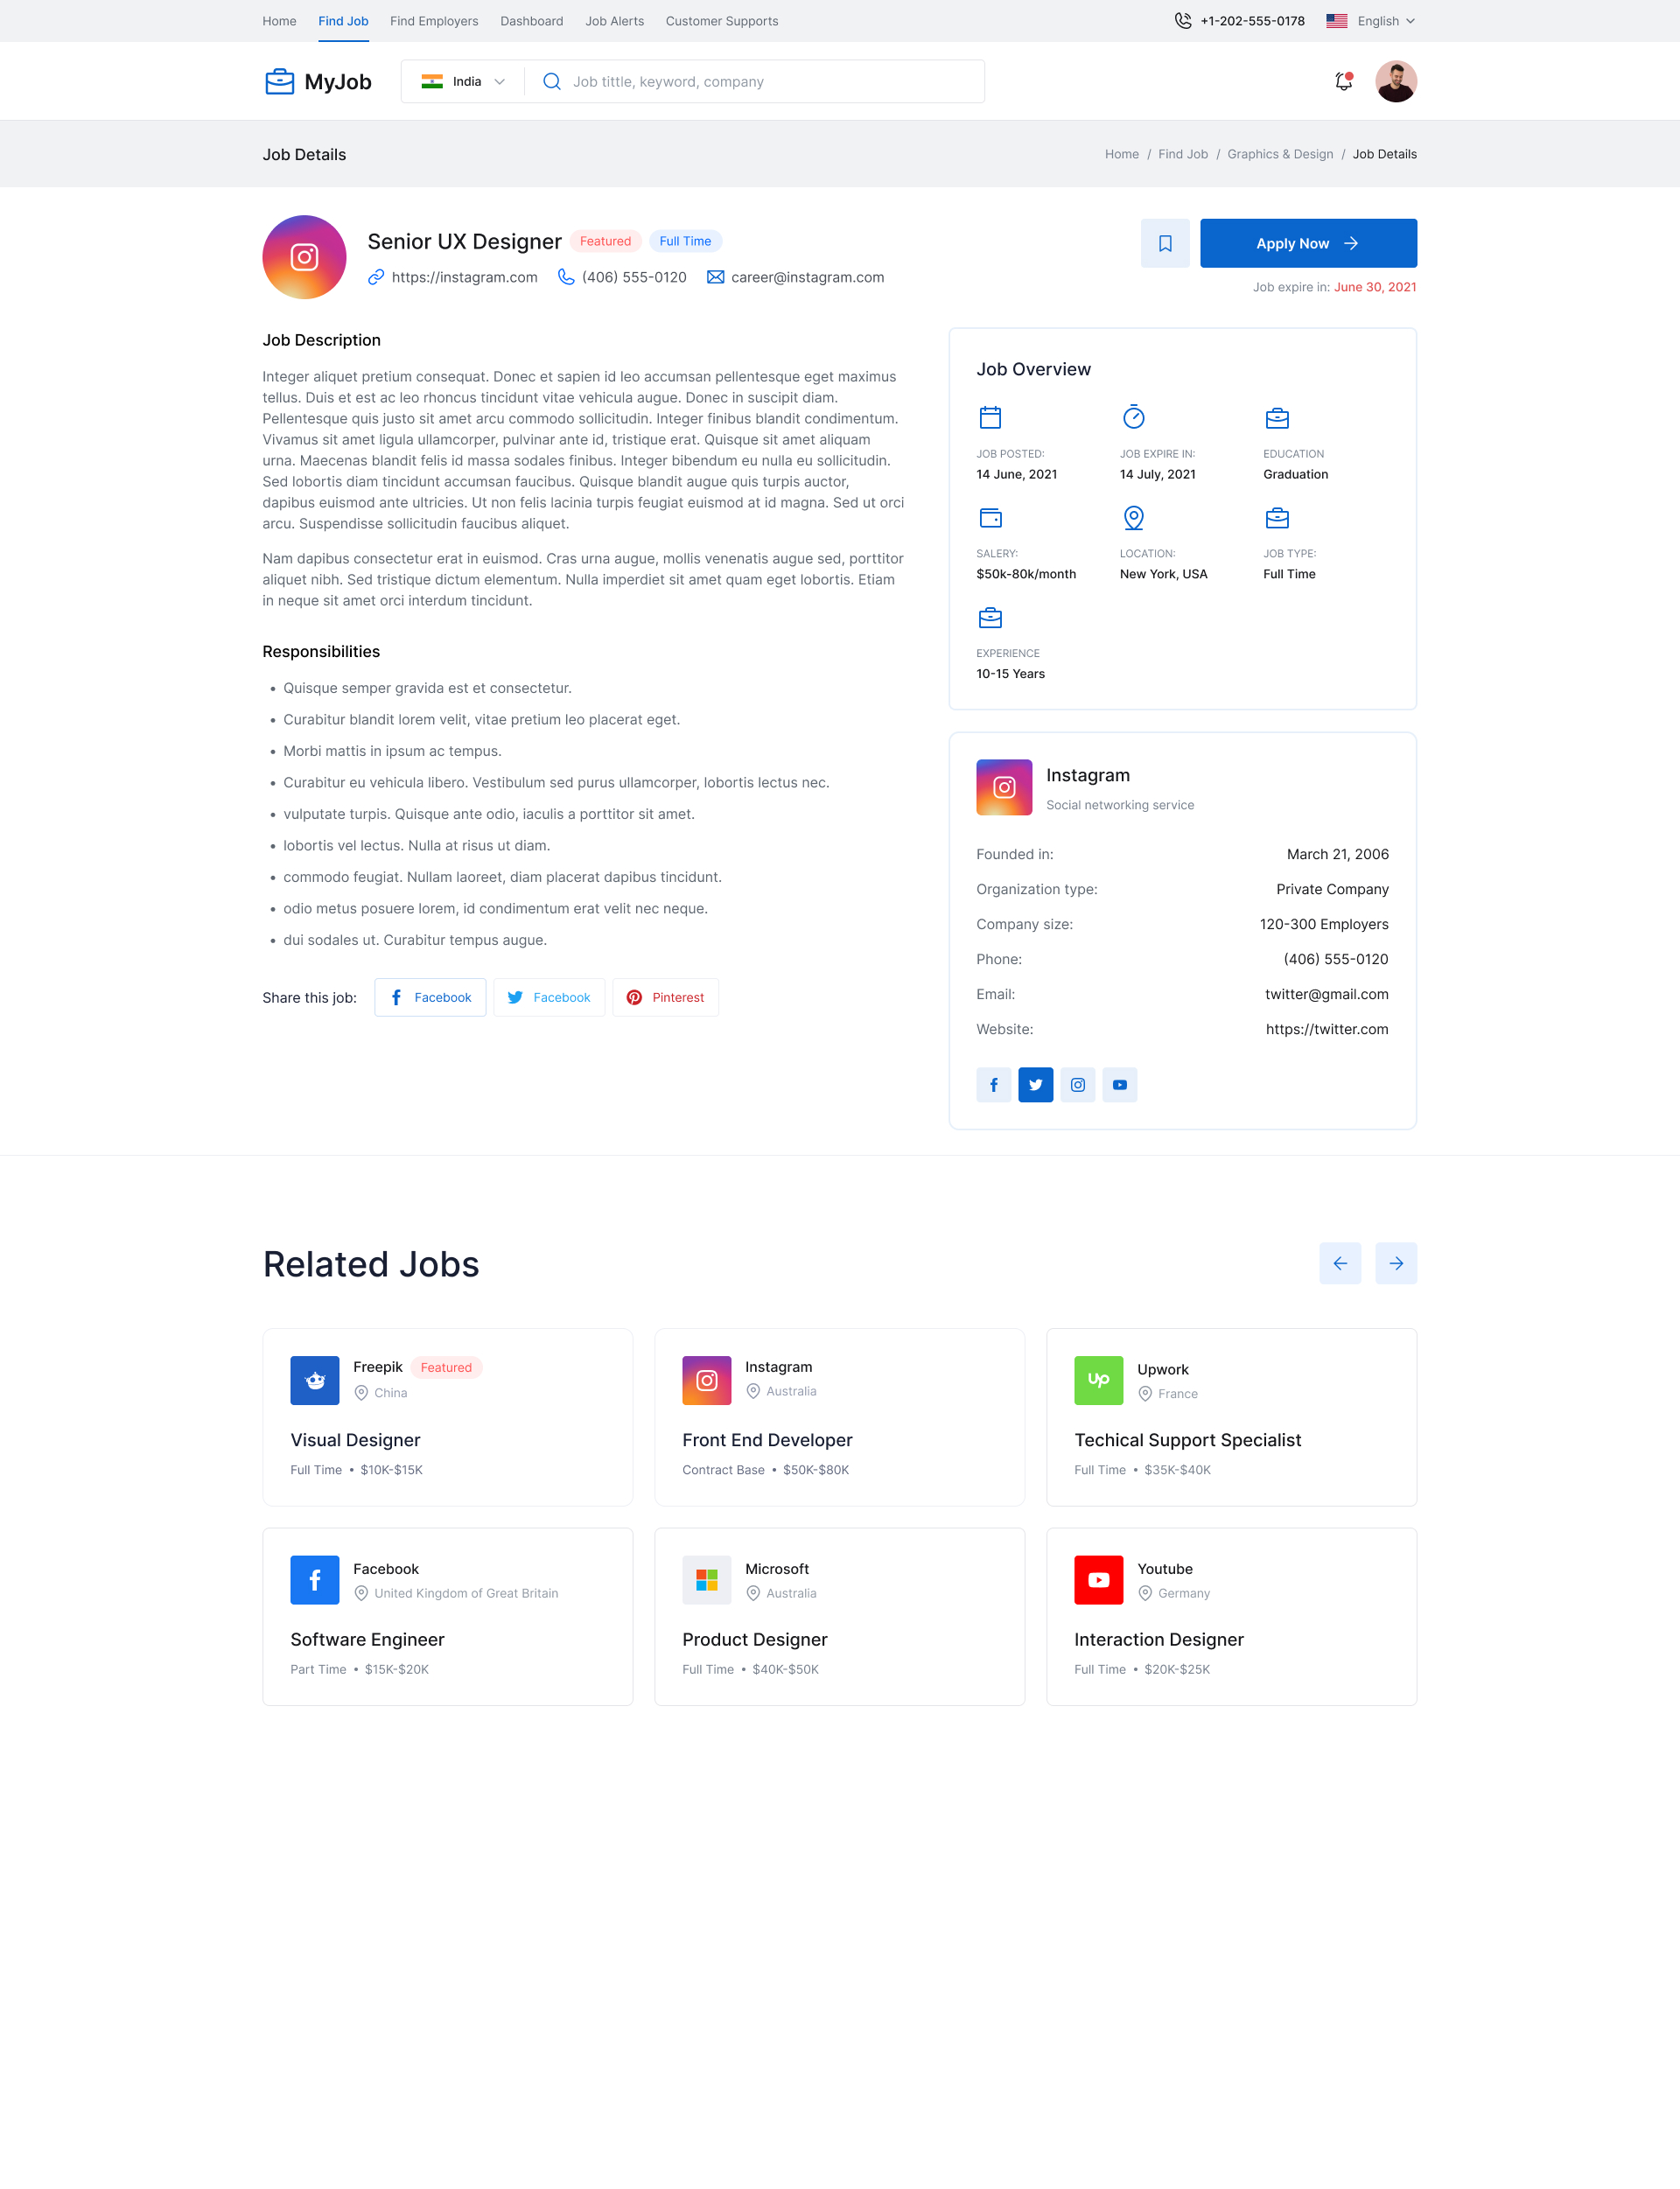 Home Find Job Find Employers Dashboard Job Alerts Customer Supports +1-202-555-0178 English
MyJob India Job tittle, keyword, company
Job Details Home / Find Job / Graphics & Design / Job Details
Senior UX Designer Featured Full Time
https://instagram.com (406) 555-0120 career@instagram.com
Apply Now
Job expire in: June 30, 2021
Job Description
Integer aliquet pretium consequat. Donec et sapien id leo accumsan pellentesque eget maximus
tellus. Duis et est ac leo rhoncus tincidunt vitae vehicula augue. Donec in suscipit diam.
Pellentesque quis justo sit amet arcu commodo sollicitudin. Integer finibus blandit condimentum.
Vivamus sit amet ligula ullamcorper, pulvinar ante id, tristique erat. Quisque sit amet aliquam
urna. Maecenas blandit felis id massa sodales finibus. Integer bibendum eu nulla eu sollicitudin.
Sed lobortis diam tincidunt accumsan faucibus. Quisque blandit augue quis turpis auctor,
dapibus euismod ante ultricies. Ut non felis lacinia turpis feugiat euismod at id magna. Sed ut orci
arcu. Suspendisse sollicitudin faucibus aliquet.
Nam dapibus consectetur erat in euismod. Cras urna augue, mollis venenatis augue sed, porttitor
aliquet nibh. Sed tristique dictum elementum. Nulla imperdiet sit amet quam eget lobortis. Etiam
in neque sit amet orci interdum tincidunt.
Responsibilities
• Quisque semper gravida est et consectetur.
• Curabitur blandit lorem velit, vitae pretium leo placerat eget.
• Morbi mattis in ipsum ac tempus.
• Curabitur eu vehicula libero. Vestibulum sed purus ullamcorper, lobortis lectus nec.
• vulputate turpis. Quisque ante odio, iaculis a porttitor sit amet.
• lobortis vel lectus. Nulla at risus ut diam.
• commodo feugiat. Nullam laoreet, diam placerat dapibus tincidunt.
• odio metus posuere lorem, id condimentum erat velit nec neque.
• dui sodales ut. Curabitur tempus augue.
Share this job: Facebook Facebook Pinterest
Job Overview
JOB POSTED: JOB EXPIRE IN: EDUCATION
14 June, 2021 14 July, 2021 Graduation
SALERY: LOCATION: JOB TYPE:
$50k-80k/month New York, USA Full Time
EXPERIENCE
10-15 Years
Instagram
Social networking service
Founded in: March 21, 2006
Organization type: Private Company
Company size: 120-300 Employers
Phone: (406) 555-0120
Email: twitter@gmail.com
Website: https://twitter.com
Related Jobs
Freepik Featured
China
Visual Designer
Full Time • $10K-$15K
Instagram
Australia
Front End Developer
Contract Base • $50K-$80K
Up
Upwork
France
Techical Support Specialist
Full Time • $35K-$40K
Facebook
United Kingdom of Great Britain
Software Engineer
Part Time • $15K-$20K
Microsoft
Australia
Product Designer
Full Time • $40K-$50K
Youtube
Germany
Interaction Designer
Full Time • $20K-$25K